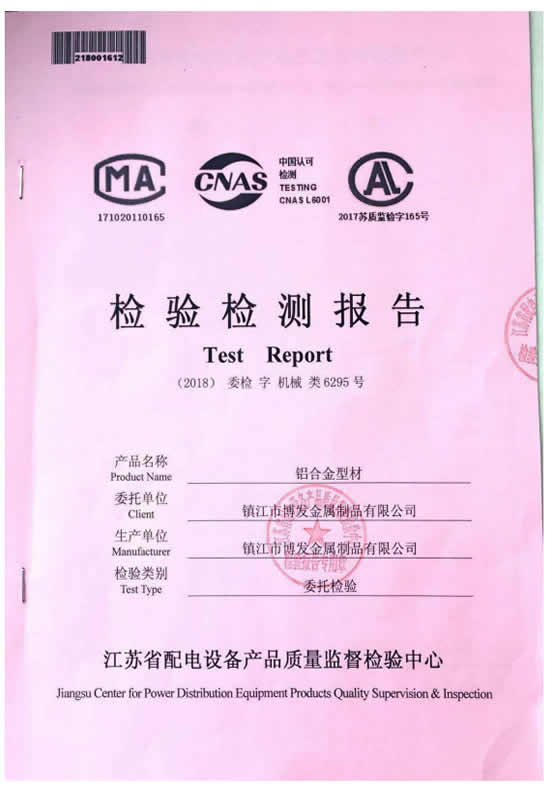 218001612
MA
CNAS
中国认可
检测
TESTING
CNAS L6001
AL
171020110165
2017苏质监检字165号
检验检测报告
Test Report
（2018） 委检 字 机械 类6295号
产品名称
Product Name
铝合金型材
委托单位
Client
镇江市博发金属制品有限公司
生产单位
Manufacturer
镇江市博发金属制品有限公司
检验类别
Test Type
委托检验
江苏省配电设备产品质量监督检验中心
Jiangsu Center for Power Distribution Equipment Products Quality Supervision & Inspection